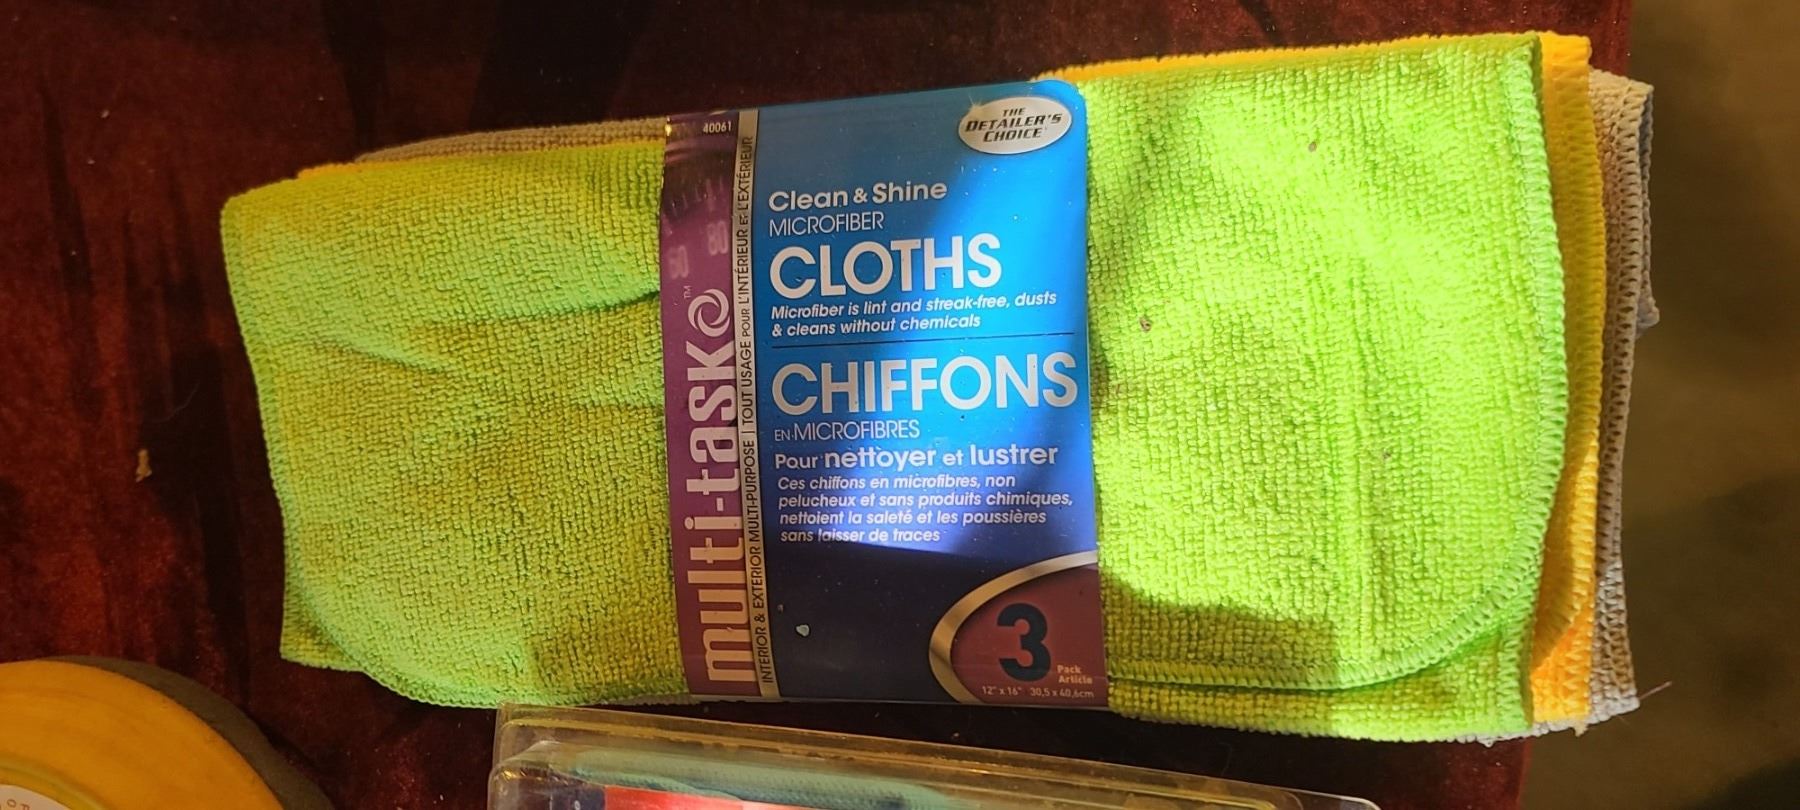 40061
multi-task™
INTERIOR & EXTERIOR MULTI-PURPOSE | TOUT USAGE POUR L'INTÉRIEUR ET L'EXTÉRIEUR
60 80
THE
DETAILER'S
CHOICE
Clean & Shine
MICROFIBER
CLOTHS
Microfiber is lint and streak-free, dusts
& cleans without chemicals
CHIFFONS
EN MICROFIBRES
Pour nettoyer et lustrer
Ces chiffons en microfibres, non
pelucheux et sans produits chimiques,
nettoient la saleté et les poussières
sans laisser de traces
3
Pack
Article
12" x 16" 30,5 x 40,6cm